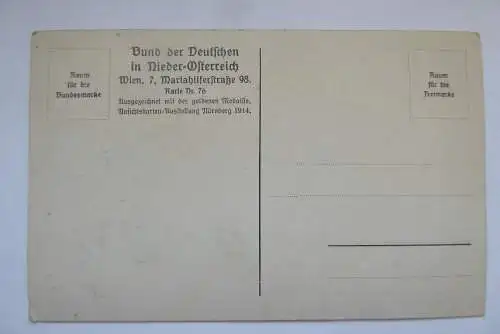 Raum
für die
Bundesmarke
Bund der Deutschen
in Nieder-Österreich
Wien, 7, Mariahilferstraße 98.
Karte Nr. 76
Ausgezeichnet mit der goldenen Medaille,
Ansichtskarten-Ausstellung Nürnberg 1914.
Raum
für die
Freimarke